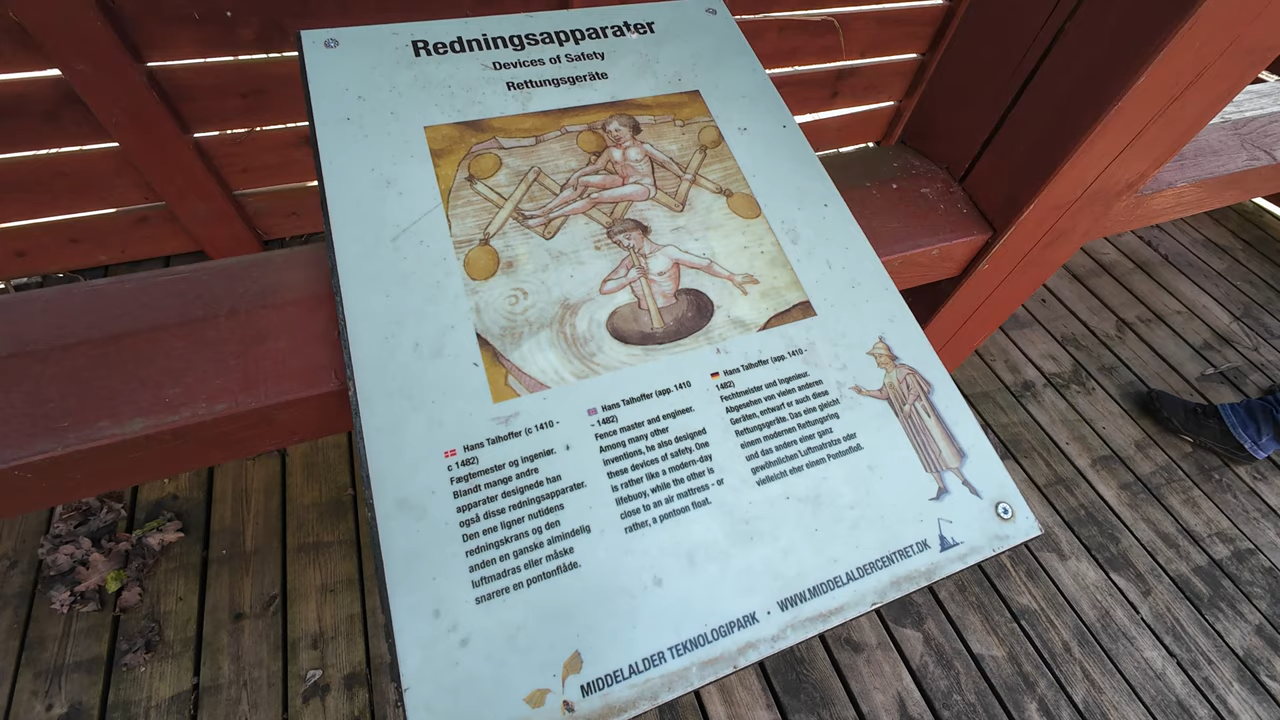 Redningsapparater
Devices of Safety
Rettungsgeräte
Hans Talhoffer (c 1410 -
c 1482)
Fægtemester og ingeniør.
Blandt mange andre
apparater designede han
også disse redningsapparater.
Den ene ligner nutidens
redningskrans og den
anden en ganske almindelig
luftmadras eller måske
snarere en pontonflåde.
Hans Talhoffer (app. 1410
- 1482)
Fence master and engineer.
Among many other
inventions, he also designed
these devices of safety. One
is rather like a modern-day
lifebuoy, while the other is
close to an air mattress - or
rather, a pontoon float.
Hans Talhoffer (app. 1410 -
1482)
Fechtmeister und Ingenieur.
Abgesehen von vielen anderen
Geräten, entwarf er auch diese
Rettungsgeräte. Das eine gleicht
einem modernen Rettungsring
und das andere einer ganz
gewöhnlichen Luftmatratze oder
vielleicht eher einem Pontonfloß.
MIDDELALDER TEKNOLOGIPARK • WWW.MIDDELALDERCENTRET.DK